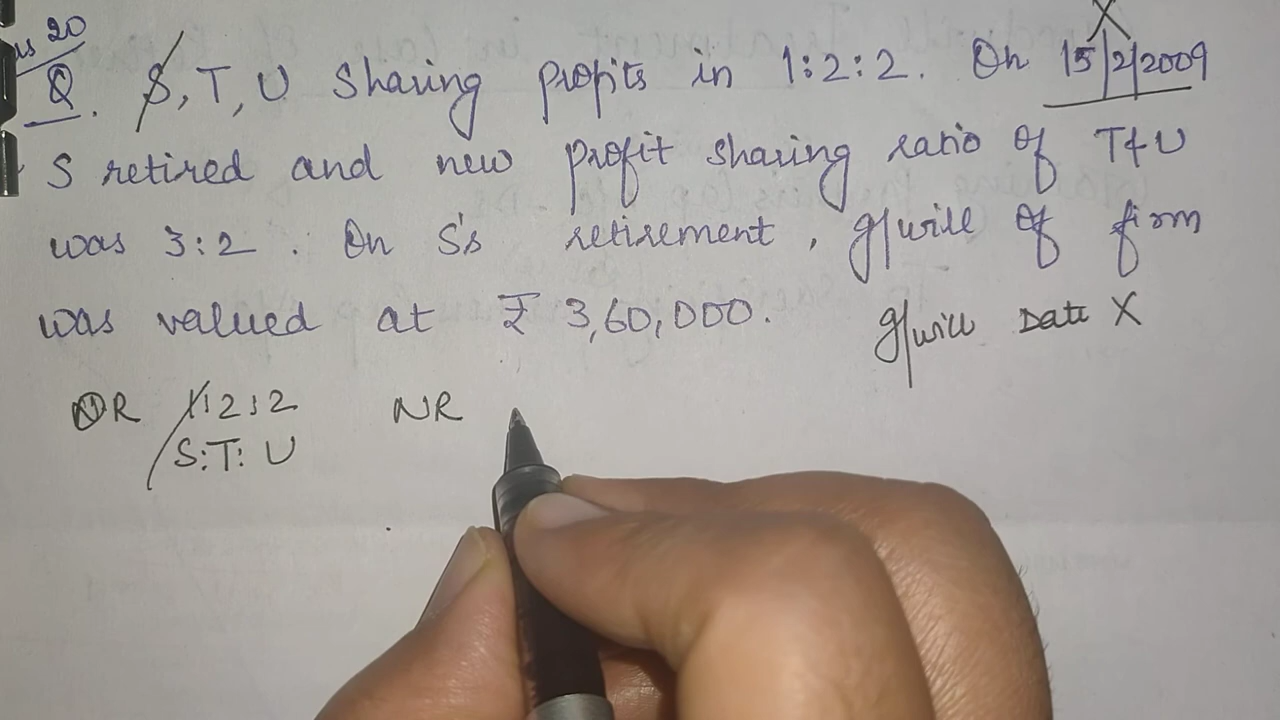 20
Q. S, T, U sharing profits in 1:2:2. On 15/2/2009
S retired and new profit sharing ratio of T & U
was 3:2. On S's retirement, g/will of firm
was valued at ₹ 3,60,000.
g/will Date X
OR 1:2:2 NR
S:T:U